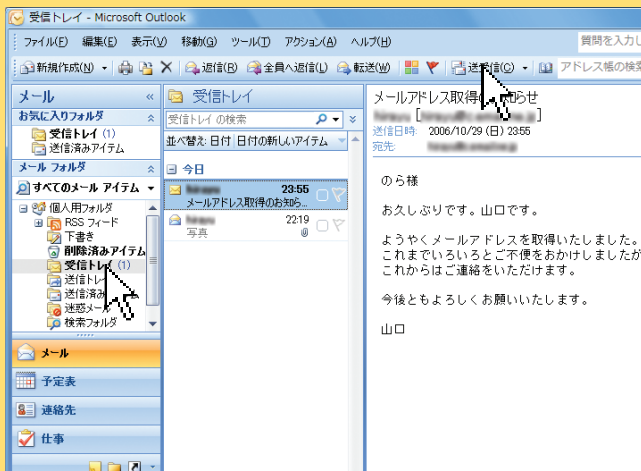 受信トレイ - Microsoft Outlook
ファイル(F) 編集(E) 表示(V) 移動(G) ツール(T) アクション(A) ヘルプ(H) 質問を入力し
新規作成(N) 返信(R) 全員へ返信(L) 転送(W) 送受信(C) アドレス帳の検索
メール «
お気に入りフォルダ
受信トレイ (1)
送信済みアイテム
メール フォルダ
すべてのメール アイテム
個人用フォルダ
RSS フィード
下書き
削除済みアイテム
受信トレイ (1)
送信トレ
送信済み
迷惑メール
検索フォルダ
メール
予定表
連絡先
仕事
受信トレイ
受信トレイ の検索
並べ替え: 日付 日付の新しいアイテム
今日
23:55
メールアドレス取得のお知ら...
22:19
写真
メールアドレス取得のお知らせ
[ ]
送信日時: 2006/10/29 (日) 23:55
宛先:
のら様
お久しぶりです。山口です。
ようやくメールアドレスを取得いたしました。
これまでいろいろとご不便をおかけしましたが
これからはご連絡をいただけます。
今後ともよろしくお願いいたします。
山口